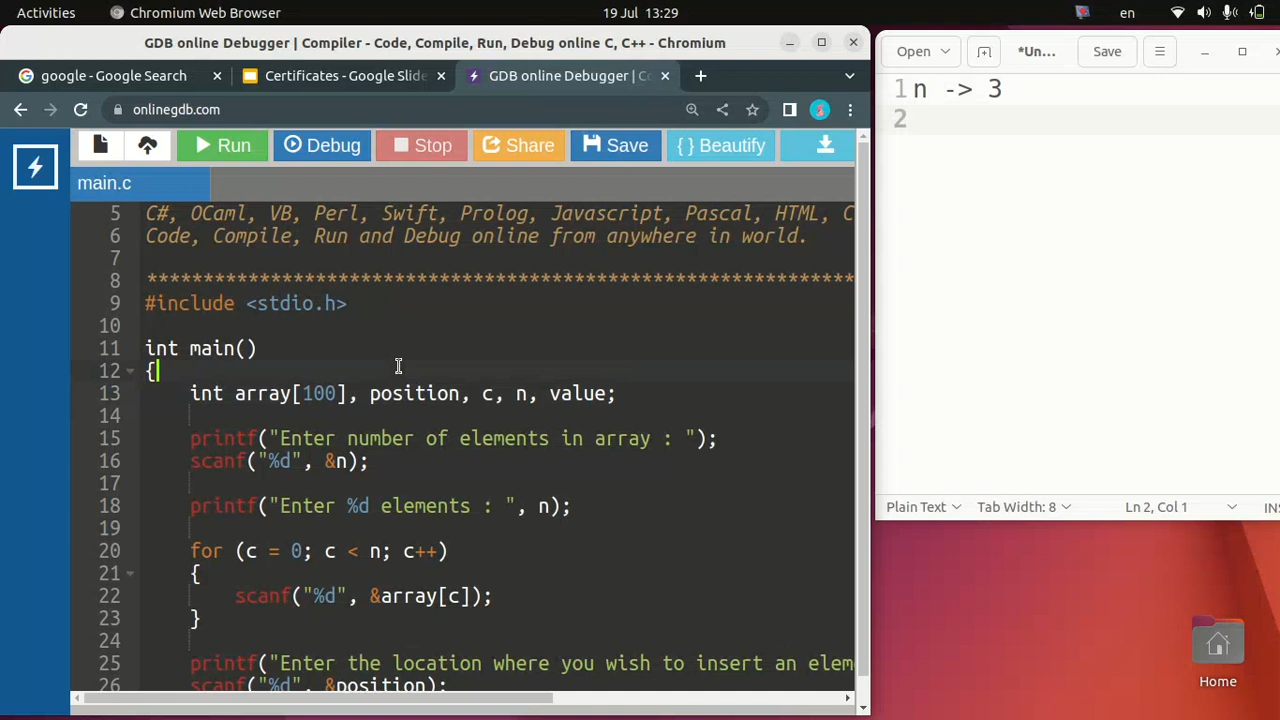 Activities
Chromium Web Browser
19 Jul 13:29
en
GDB online Debugger | Compiler - Code, Compile, Run, Debug online C, C++ - Chromium
google - Google Search
Certificates - Google Slide
GDB online Debugger | Co
onlinegdb.com
Run
Debug
Stop
Share
Save
{ } Beautify
main.c
5 C#, OCaml, VB, Perl, Swift, Prolog, Javascript, Pascal, HTML, C
6 Code, Compile, Run and Debug online from anywhere in world.
7
8 *******************************************************************
9 #include <stdio.h>
10
11 int main()
12 {
13 int array[100], position, c, n, value;
14
15 printf("Enter number of elements in array : ");
16 scanf("%d", &n);
17
18 printf("Enter %d elements : ", n);
19
20 for (c = 0; c < n; c++)
21 {
22 scanf("%d", &array[c]);
23 }
24
25 printf("Enter the location where you wish to insert an elem
26 scanf("%d", &position);
Open
*Un...
Save
1 n -> 3
2
Plain Text
Tab Width: 8
Ln 2, Col 1
INS
Home